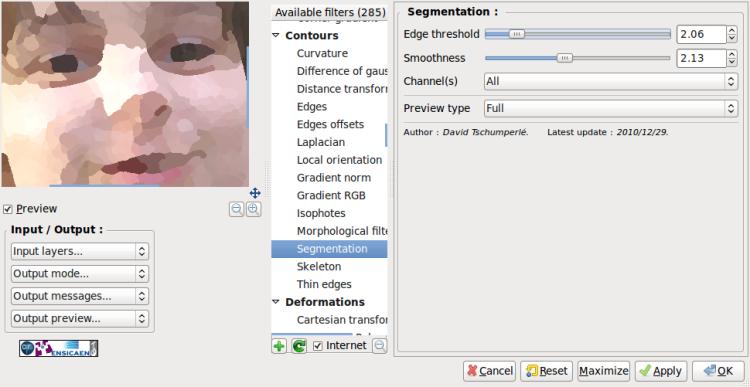 Available filters (285)
Contours
Curvature
Difference of gaus
Distance transfor
Edges
Edges offsets
Laplacian
Local orientation
Gradient norm
Gradient RGB
Isophotes
Morphological filte
Segmentation
Skeleton
Thin edges
Deformations
Cartesian transfor
Internet
Preview
Input / Output :
Input layers...
Output mode...
Output messages...
Output preview...
ENSICAEN
Segmentation :
Edge threshold 2.06
Smoothness 2.13
Channel(s) All
Preview type Full
Author : David Tschumperlé. Latest update : 2010/12/29.
Cancel Reset Maximize Apply OK